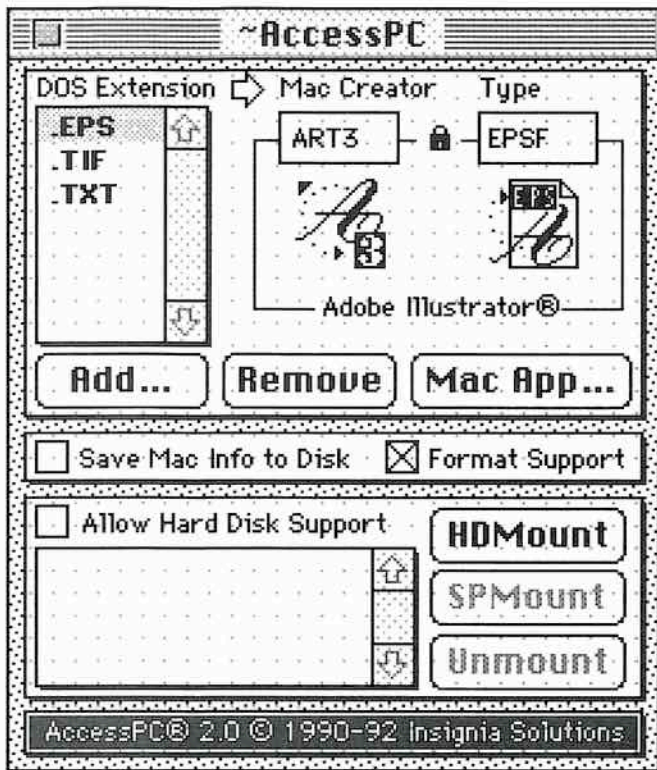 ~AccessPC
DOS Extension Mac Creator Type
.EPS
.TIF
.TXT
ART3 EPSF
3 EPS
Adobe Illustrator®
Add... Remove Mac App...
Save Mac Info to Disk Format Support
Allow Hard Disk Support
HDMount
SPMount
Unmount
AccessPC® 2.0 © 1990-92 Insignia Solutions